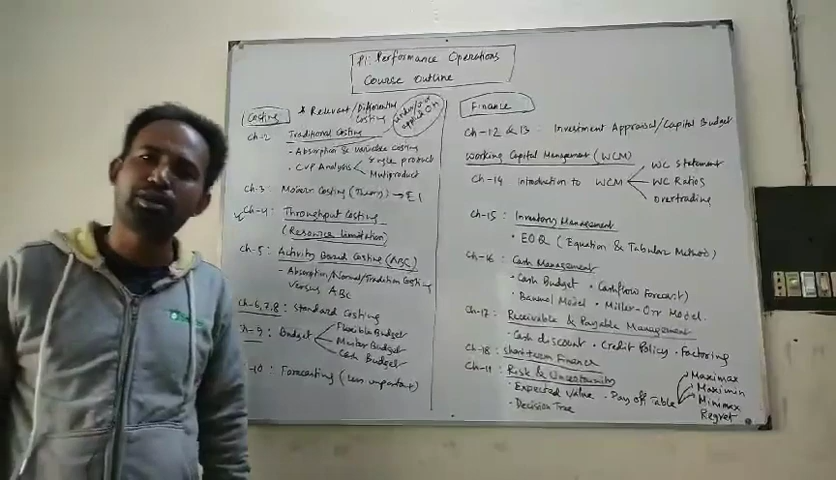 P1: Performance Operations
Course Outline
Costing
* Relevant/Differential Costing
under/over applied OH
Ch-2 Traditional Costing
- Absorption & variable costing
- CVP Analysis
Single product
Multiproduct
Ch-3: Modern Costing (Theory) → E1
Ch-4: Throughput Costing
(Resource limitation)
Ch-5: Activity Based Costing (ABC)
- Absorption/Normal/Tradition Costing
versus ABC
Ch-6,7,8: Standard Costing
Ch-9: Budget
Flexible Budget
Master Budget
Cash Budget
-10: Forecasting (Less important)
Finance
Ch-12 & 13: Investment Appraisal/Capital Budget
Working Capital Management (WCM)
Ch-14 Introduction to WCM
WC Statement
WC Ratios
overtrading
Ch-15: Inventory Management
• EOQ (Equation & Tabular Method)
Ch-16: Cash Management
• Cash Budget • Cashflow Forecast)
• Baumol Model • Miller-Orr Model.
Ch-17: Receivable & Payable Management
• Cash discount • Credit Policy • Factoring
Ch-18: Short term Finance
Ch-11: Risk & Uncertainty
• Expected Value • Pay off Table
Maximax
Maximin
Minimax
Regret
• Decision Tree